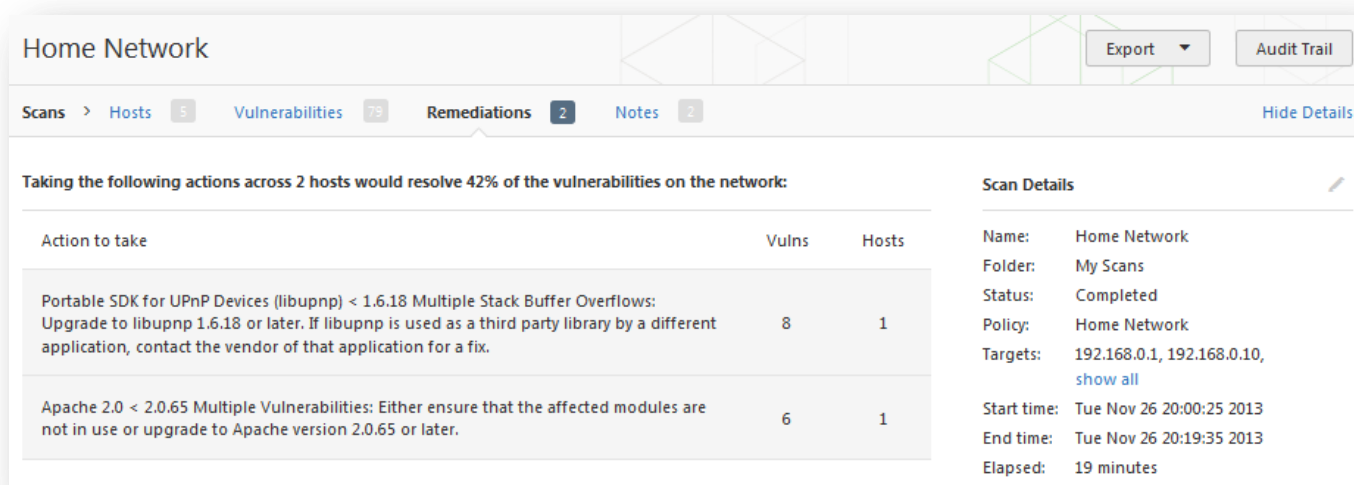 Home Network
Export
Audit Trail
Scans > Hosts 5 Vulnerabilities 79 Remediations 2 Notes 2
Hide Details
Taking the following actions across 2 hosts would resolve 42% of the vulnerabilities on the network:
Action to take Vulns Hosts
Portable SDK for UPnP Devices (libupnp) < 1.6.18 Multiple Stack Buffer Overflows:
Upgrade to libupnp 1.6.18 or later. If libupnp is used as a third party library by a different
application, contact the vendor of that application for a fix.
8 1
Apache 2.0 < 2.0.65 Multiple Vulnerabilities: Either ensure that the affected modules are
not in use or upgrade to Apache version 2.0.65 or later.
6 1
Scan Details
Name: Home Network
Folder: My Scans
Status: Completed
Policy: Home Network
Targets: 192.168.0.1, 192.168.0.10,
show all
Start time: Tue Nov 26 20:00:25 2013
End time: Tue Nov 26 20:19:35 2013
Elapsed: 19 minutes